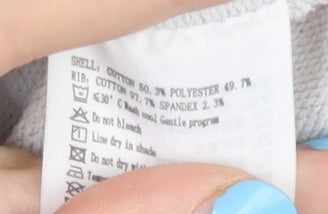 SHELL: COTTON 50.3% POLYESTER 49.7%
RIB: COTTON 97.7% SPANDEX 2.3%
≤30° C Wash cool Gentle program
Do not bleach
Line dry in shade
Do not dry